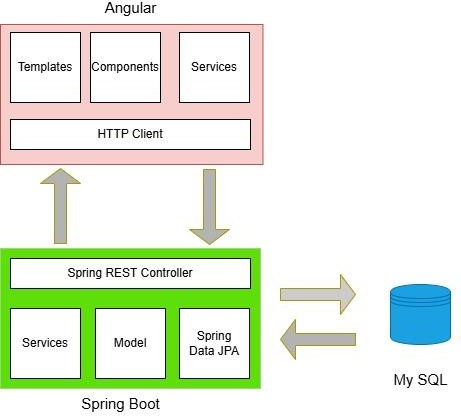 Angular
Templates
Components
Services
HTTP Client
Spring REST Controller
Services
Model
Spring
Data JPA
My SQL
Spring Boot